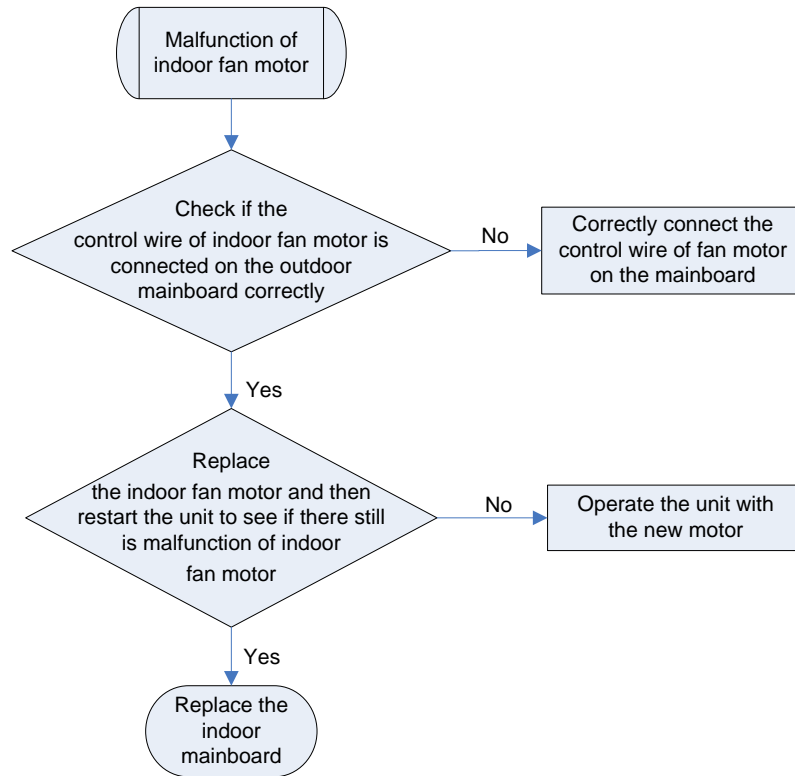 Malfunction of
indoor fan motor
Check if the
control wire of indoor fan motor is
connected on the outdoor
mainboard correctly
No
Correctly connect the
control wire of fan motor
on the mainboard
Yes
Replace
the indoor fan motor and then
restart the unit to see if there still
is malfunction of indoor
fan motor
No
Operate the unit with
the new motor
Yes
Replace the
indoor
mainboard